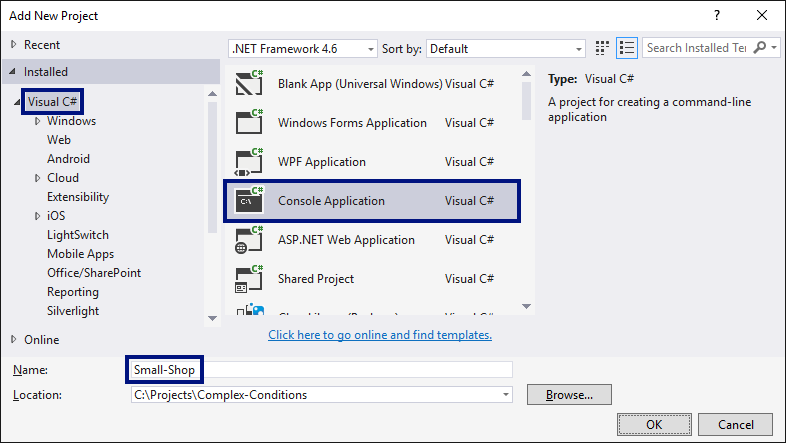 Add New Project
? 
Recent
.NET Framework 4.6 Sort by: Default Search Installed Te
Installed
Visual C#
Windows
Web
Android
Cloud
Extensibility
iOS
LightSwitch
Mobile Apps
Office/SharePoint
Reporting
Silverlight
Online
Blank App (Universal Windows) Visual C#
Windows Forms Application Visual C#
WPF Application Visual C#
C:\ Console Application Visual C#
ASP.NET Web Application Visual C#
Shared Project Visual C#
Click here to go online and find templates.
Type: Visual C#
A project for creating a command-line
application
Name: Small-Shop
Location: C:\Projects\Complex-Conditions Browse...
OK Cancel